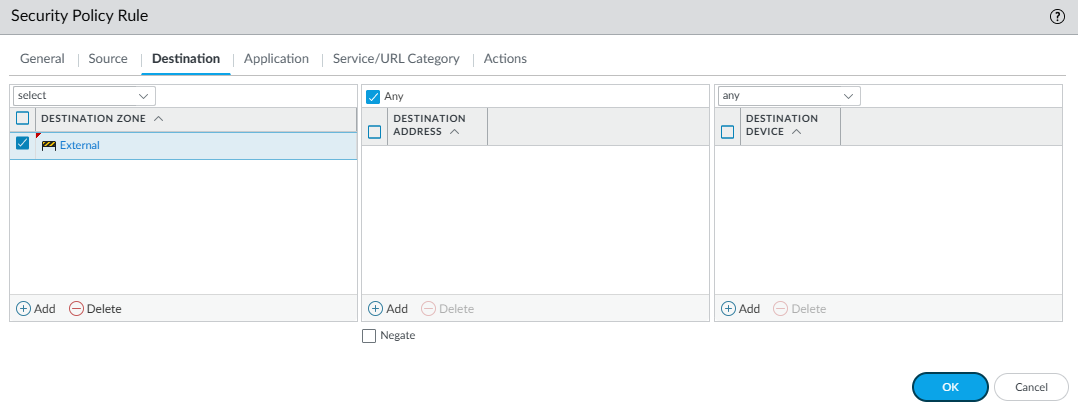 Security Policy Rule
General Source Destination Application Service/URL Category Actions
select
DESTINATION ZONE
External
Add Delete
Any
DESTINATION
ADDRESS
Add Delete
Negate
any
DESTINATION
DEVICE
Add Delete
OK Cancel